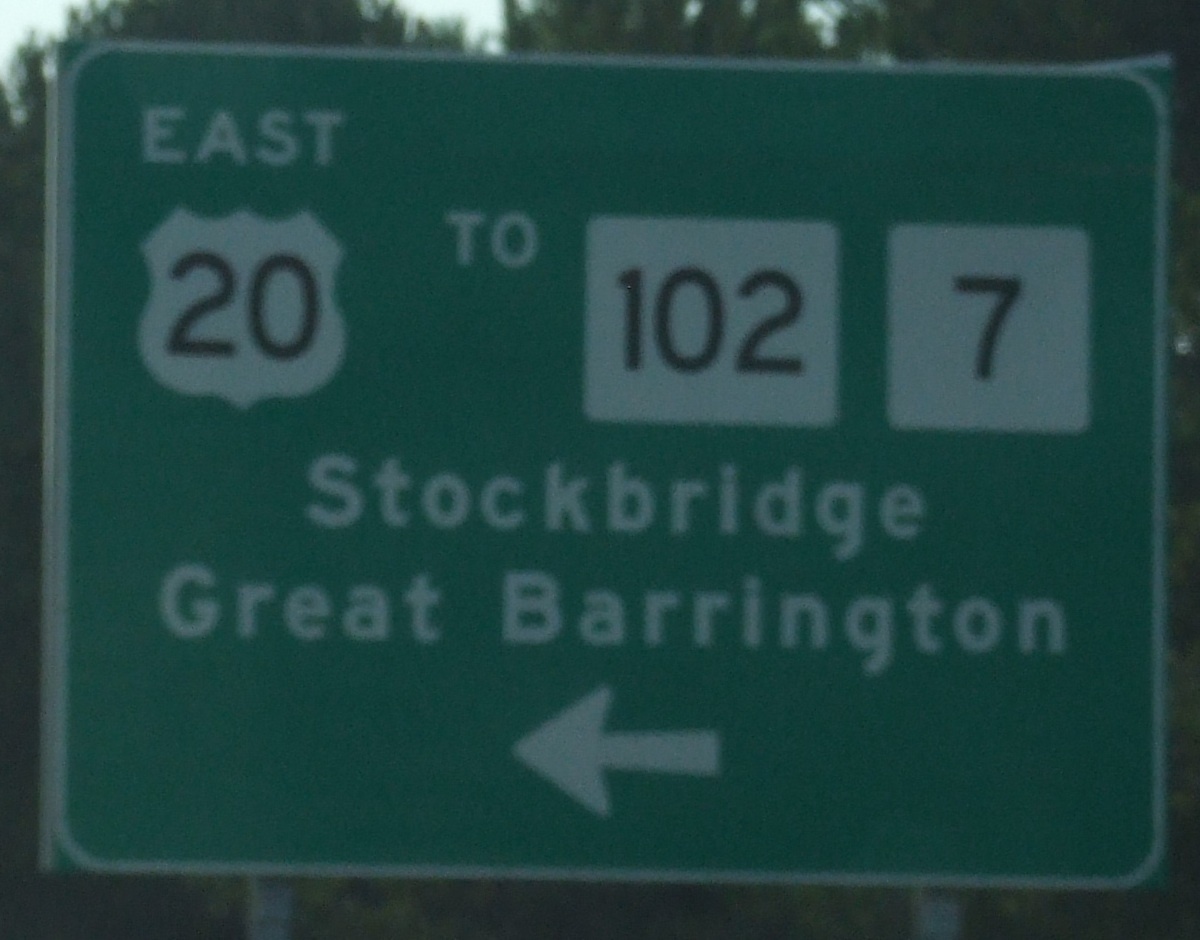 EAST
20 TO 102 7
Stockbridge
Great Barrington